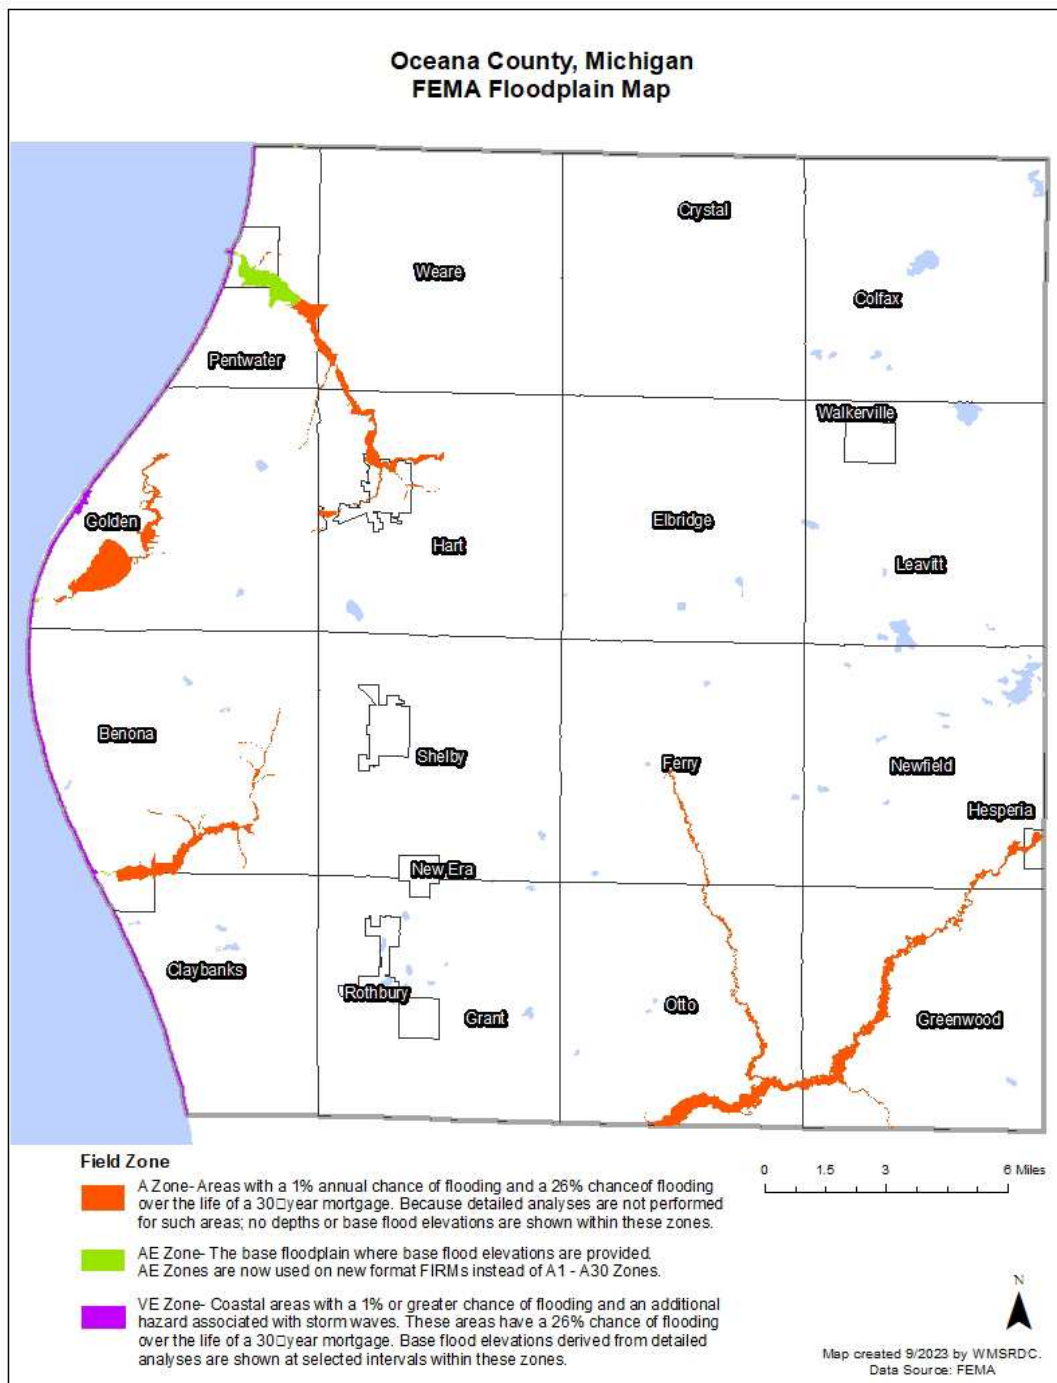 Oceana County, Michigan
FEMA Floodplain Map
Crystal
Weare
Colfax
Pentwater
Walkerville
Golden
Elbridge
Hart
Leavitt
Benona
Shelby
Ferry
Newfield
Hesperia
New Era
Claybanks
Rothbury
Grant
Otto
Greenwood
Field Zone
A Zone- Areas with a 1% annual chance of flooding and a 26% chanceof flooding
over the life of a 30□year mortgage. Because detailed analyses are not performed
for such areas; no depths or base flood elevations are shown within these zones.
AE Zone- The base floodplain where base flood elevations are provided.
AE Zones are now used on new format FIRMs instead of A1 - A30 Zones.
VE Zone- Coastal areas with a 1% or greater chance of flooding and an additional
hazard associated with storm waves. These areas have a 26% chance of flooding
over the life of a 30□year mortgage. Base flood elevations derived from detailed
analyses are shown at selected intervals within these zones.
0 1.5 3 6 Miles
N
Map created 9/2023 by WMSRDC.
Data Source: FEMA